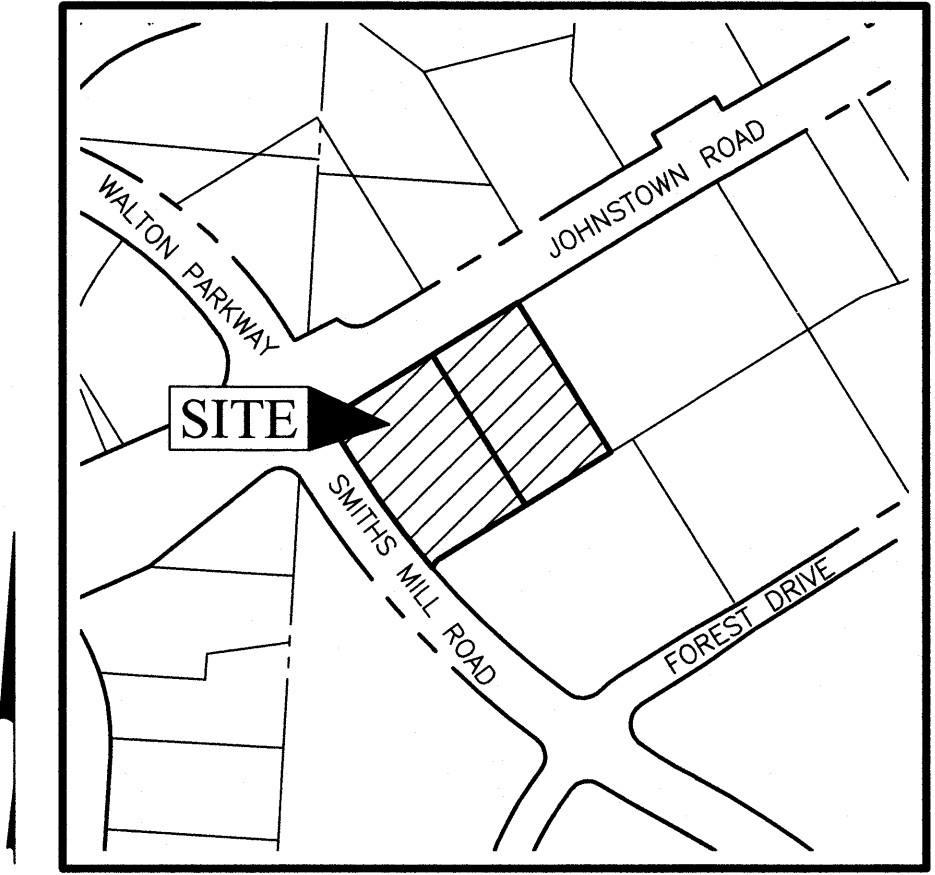 JOHNSTOWN ROAD
WALTON PARKWAY
SITE
SMITHS MILL ROAD
FOREST DRIVE